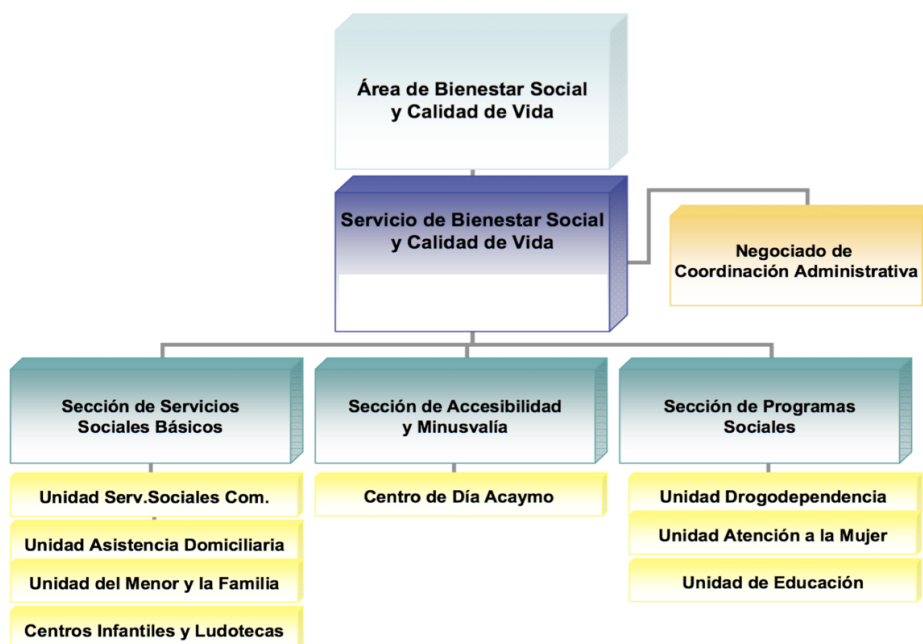 Área de Bienestar Social
y Calidad de Vida
Servicio de Bienestar Social
y Calidad de Vida
Negociado de
Coordinación Administrativa
Sección de Servicios
Sociales Básicos
Sección de Accesibilidad
y Minusvalía
Sección de Programas
Sociales
Unidad Serv.Sociales Com.
Unidad Asistencia Domiciliaria
Unidad del Menor y la Familia
Centros Infantiles y Ludotecas
Centro de Día Acaymo
Unidad Drogodependencia
Unidad Atención a la Mujer
Unidad de Educación